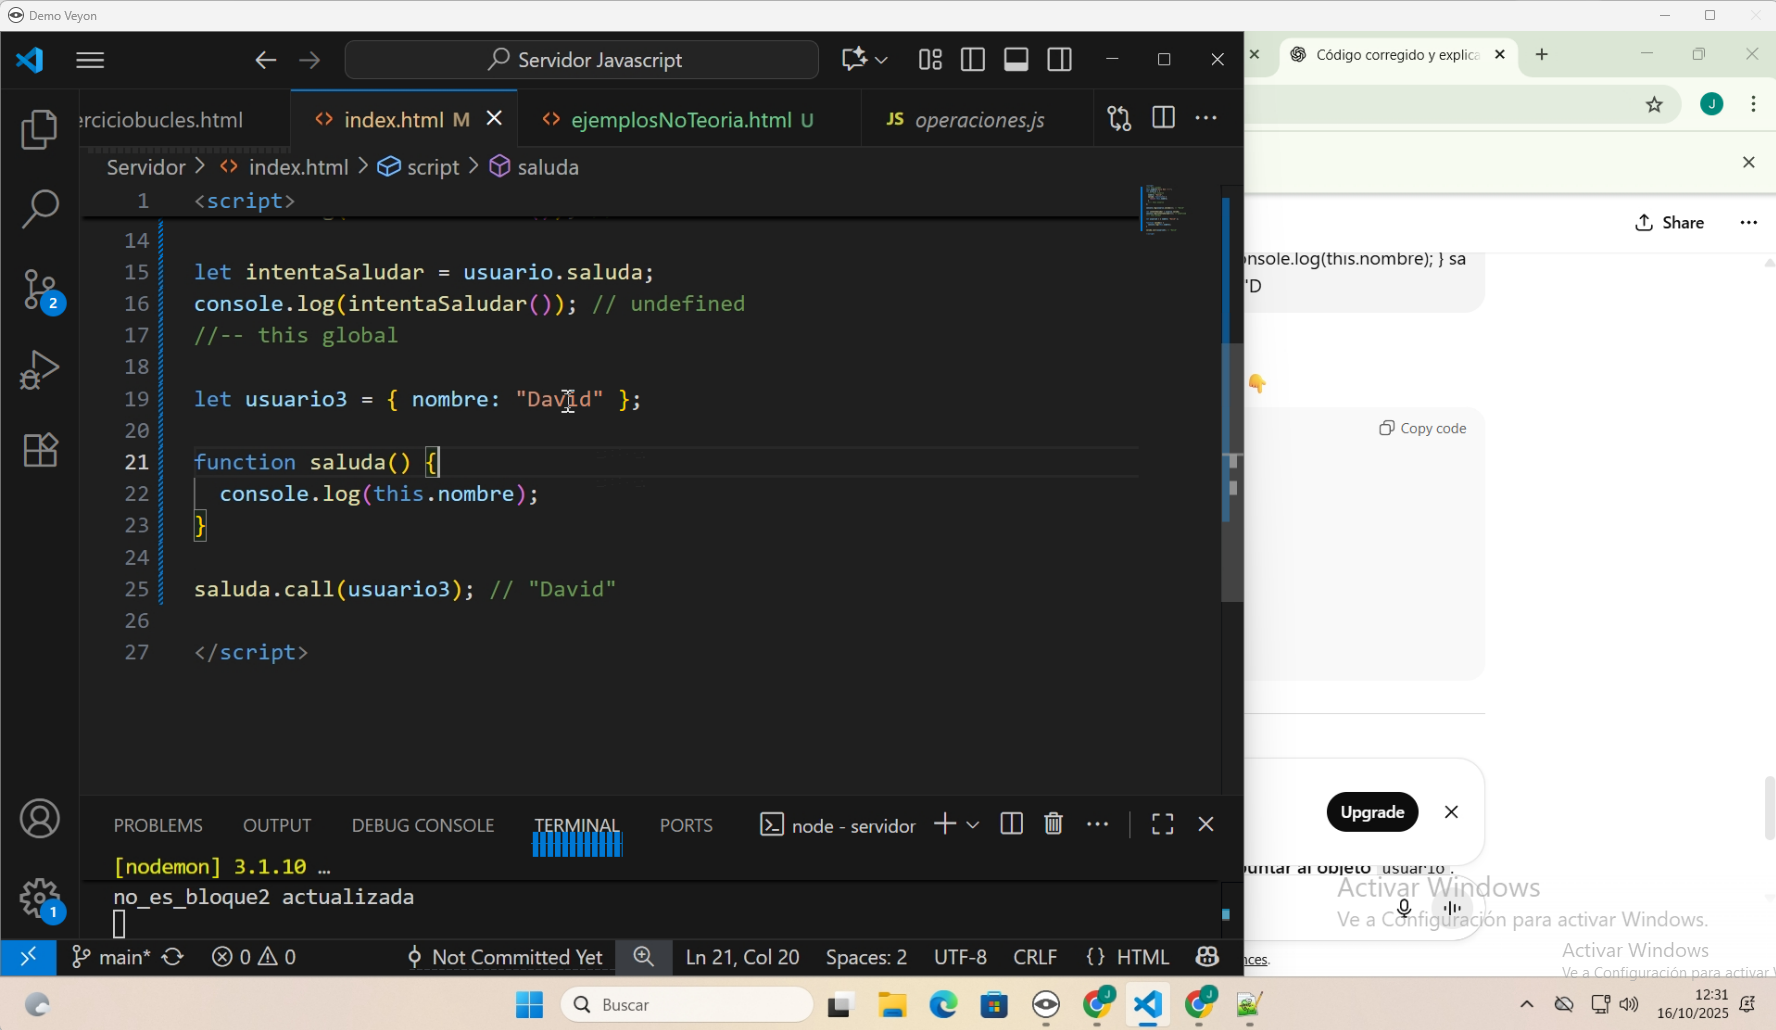 Demo Veyon
Servidor Javascript
Código corregido y explica
erciciobucles.html
index.html M
ejemplosNoTeoria.html U
JS operaciones.js
J
Servidor > index.html > script > saluda
Share
1 <script>
14
15 let intentaSaludar = usuario.saluda;
16 console.log(intentaSaludar()); // undefined
17 //-- this global
18
19 let usuario3 = { nombre: "David" };
20
21 function saluda() {
22 console.log(this.nombre);
23 }
24
25 saluda.call(usuario3); // "David"
26
27 </script>
nsole.log(this.nombre); } sa
'D
Copy code
Upgrade
untar al objeto usuario.
PROBLEMS OUTPUT DEBUG CONSOLE TERMINAL PORTS node - servidor
[nodemon] 3.1.10 …
no_es_bloque2 actualizada
2
1
Activar Windows
Ve a Configuración para activar Windows.
Activar Windows
Ve a Configuración para activar
nces.
main* 0 0 Not Committed Yet Ln 21, Col 20 Spaces: 2 UTF-8 CRLF {} HTML
Buscar
J
J
12:31
16/10/2025